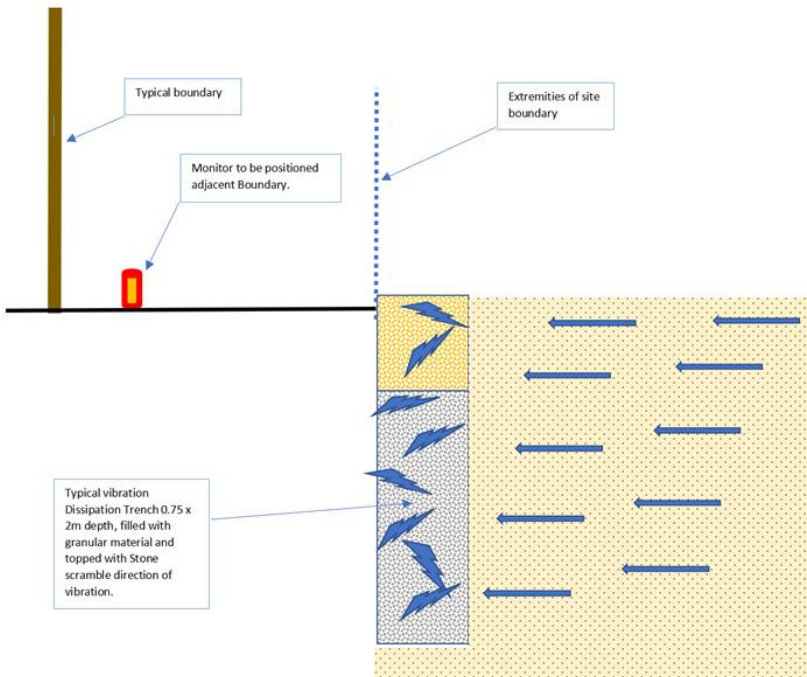 Typical boundary
Extremities of site
boundary
Monitor to be positioned
adjacent Boundary.
Typical vibration
Dissipation Trench 0.75 x
2m depth, filled with
granular material and
topped with Stone
scramble direction of
vibration.